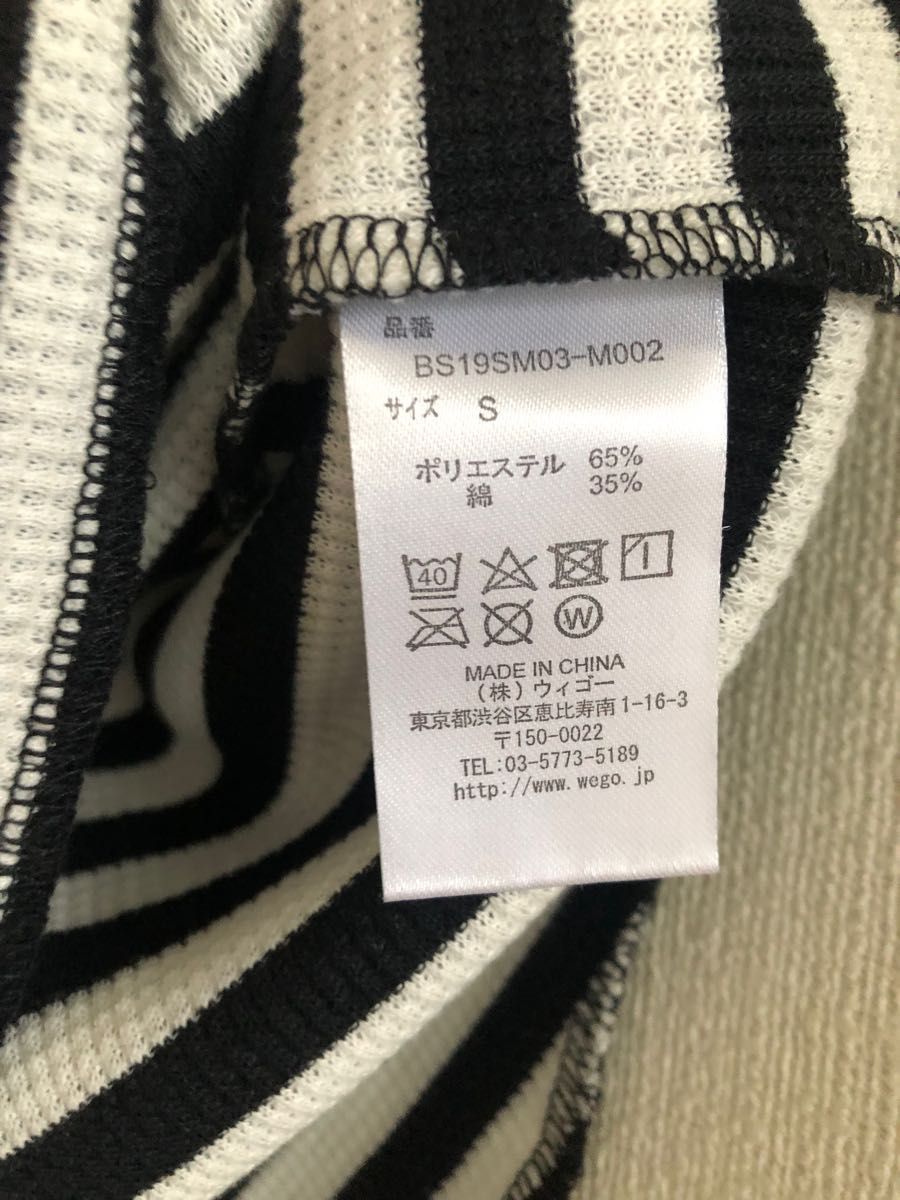 品番
BS19SM03-M002
サイズ S
ポリエステル 65%
綿 35%
40
W
MADE IN CHINA
(株)ウィゴー
東京都渋谷区恵比寿南1-16-3
〒150-0022
TEL:03-5773-5189
http://www.wego.jp